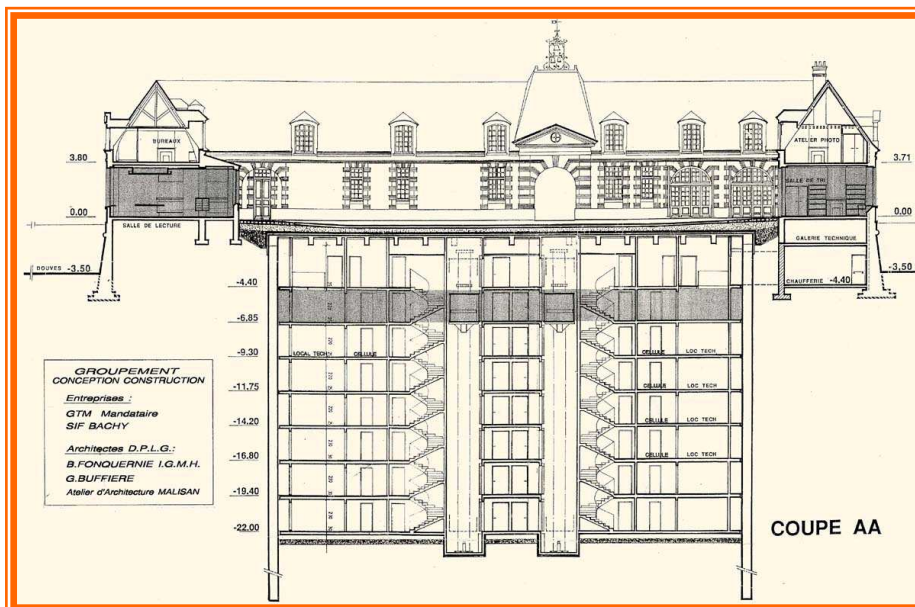 BUREAUX
ATELIER PHOTO
3.80
3.71
SALLE DE TRI
0.00
0,00
SALLE DE LECTURE
GALERIE TECHNIQUE
DOUVES -3,50
-3,50
CHAUFFERIE -4.40
-4.40
-6.85
-9.30
LOCAL TECH
CELLULE
CELLULE
LOC TECH
-11.75
CELLULE
LOC TECH
-14.20
CELLULE
LOC TECH
-16.80
CELLULE
LOC TECH
-19.40
-22.00
GROUPEMENT
CONCEPTION CONSTRUCTION
Entreprises :
GTM Mandataire
SIF BACHY
Architectes D.P.L.G.:
B.FONQUERNIE I.G.M.H.
G.BUFFIERE
Atelier d'Architecture MALISAN
COUPE AA